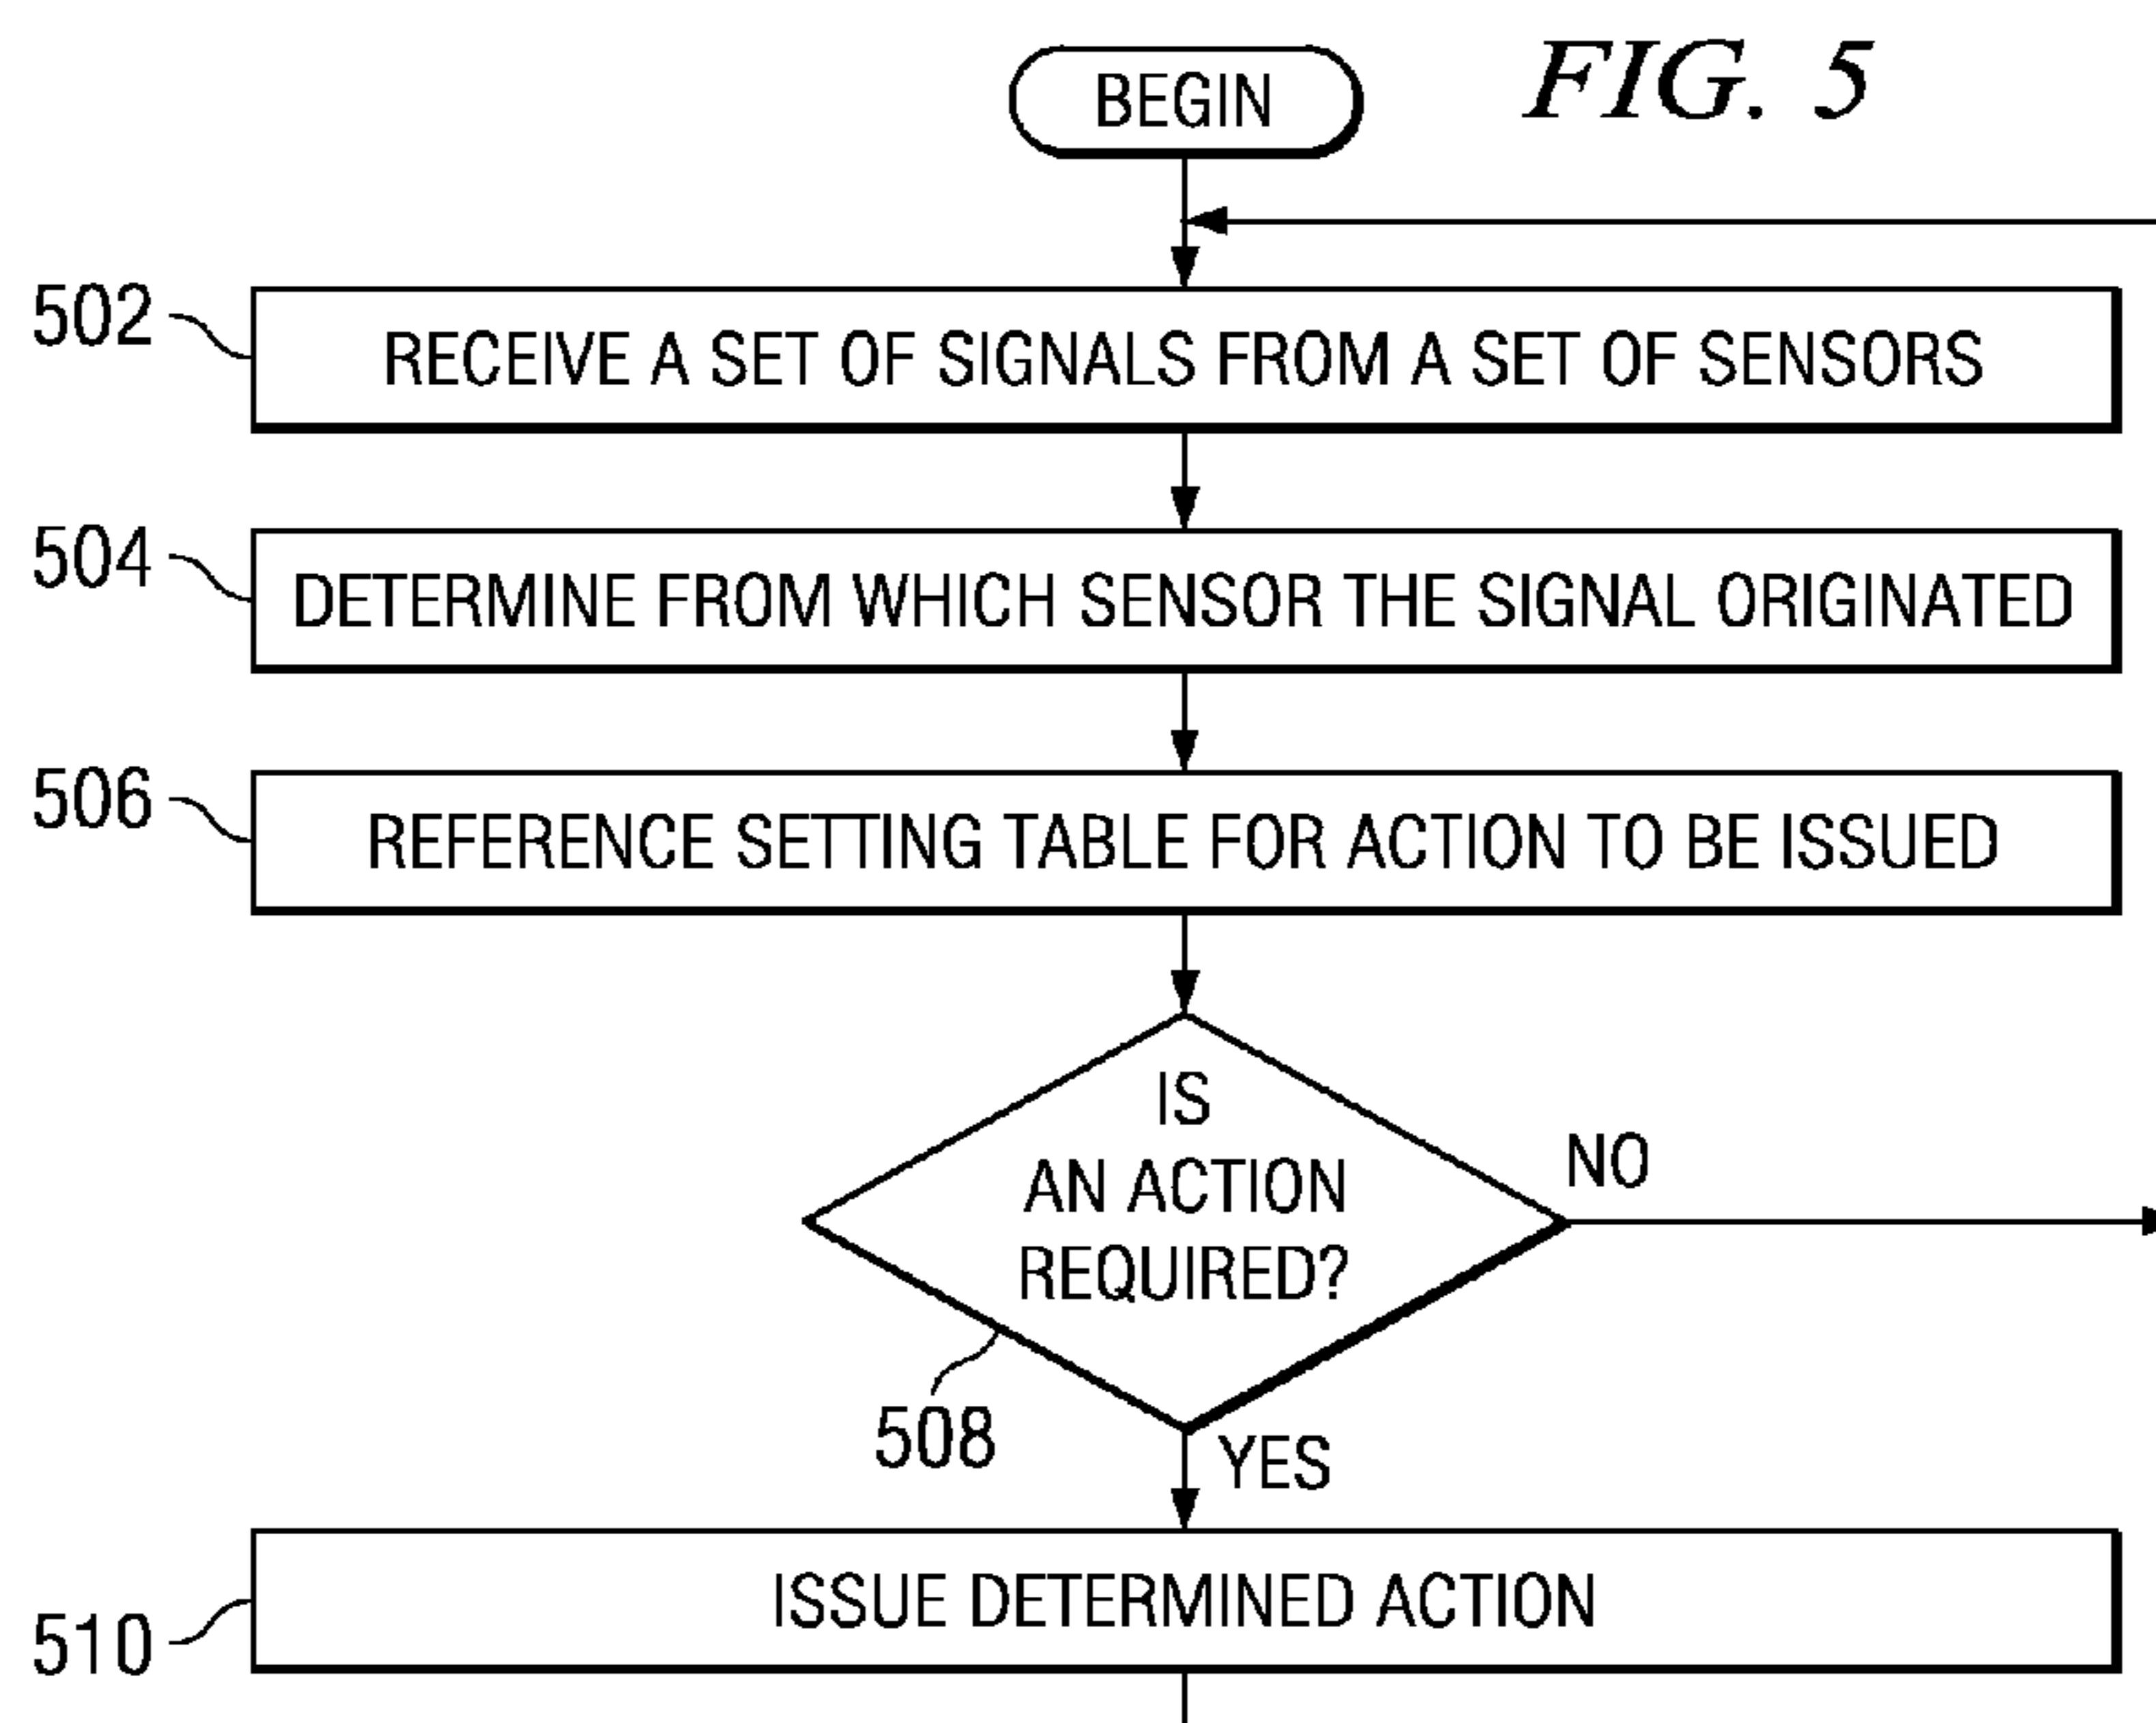 FIG. 5
BEGIN
502
RECEIVE A SET OF SIGNALS FROM A SET OF SENSORS
504
DETERMINE FROM WHICH SENSOR THE SIGNAL ORIGINATED
506
REFERENCE SETTING TABLE FOR ACTION TO BE ISSUED
IS
AN ACTION
REQUIRED?
NO
508
YES
510
ISSUE DETERMINED ACTION